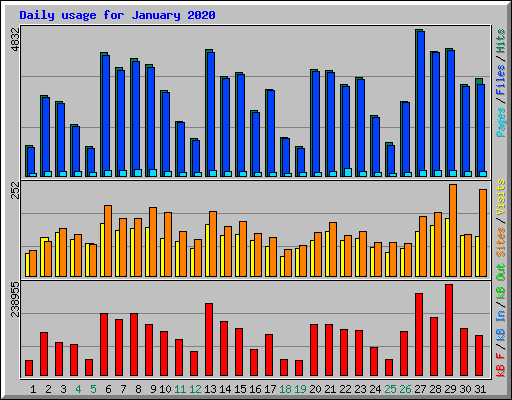 Daily usage for January 2020
4832
252
238955
Pages / Files / Hits
Sites / Visits
kB F / kB In / kB Out
1 2 3 4 5 6 7 8 9 10 11 12 13 14 15 16 17 18 19 20 21 22 23 24 25 26 27 28 29 30 31